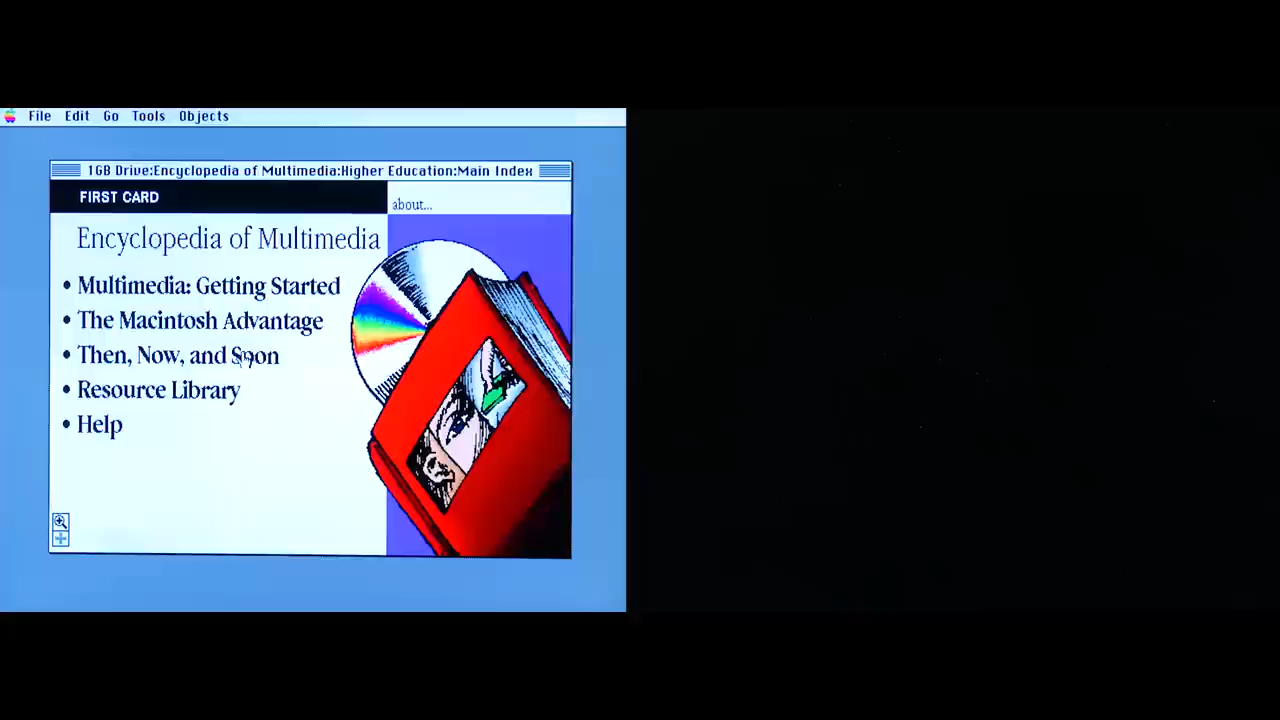 File Edit Go Tools Objects
1GB Drive:Encyclopedia of Multimedia:Higher Education:Main Index
FIRST CARD
about...
Encyclopedia of Multimedia
• Multimedia: Getting Started
• The Macintosh Advantage
• Then, Now, and Soon
• Resource Library
• Help